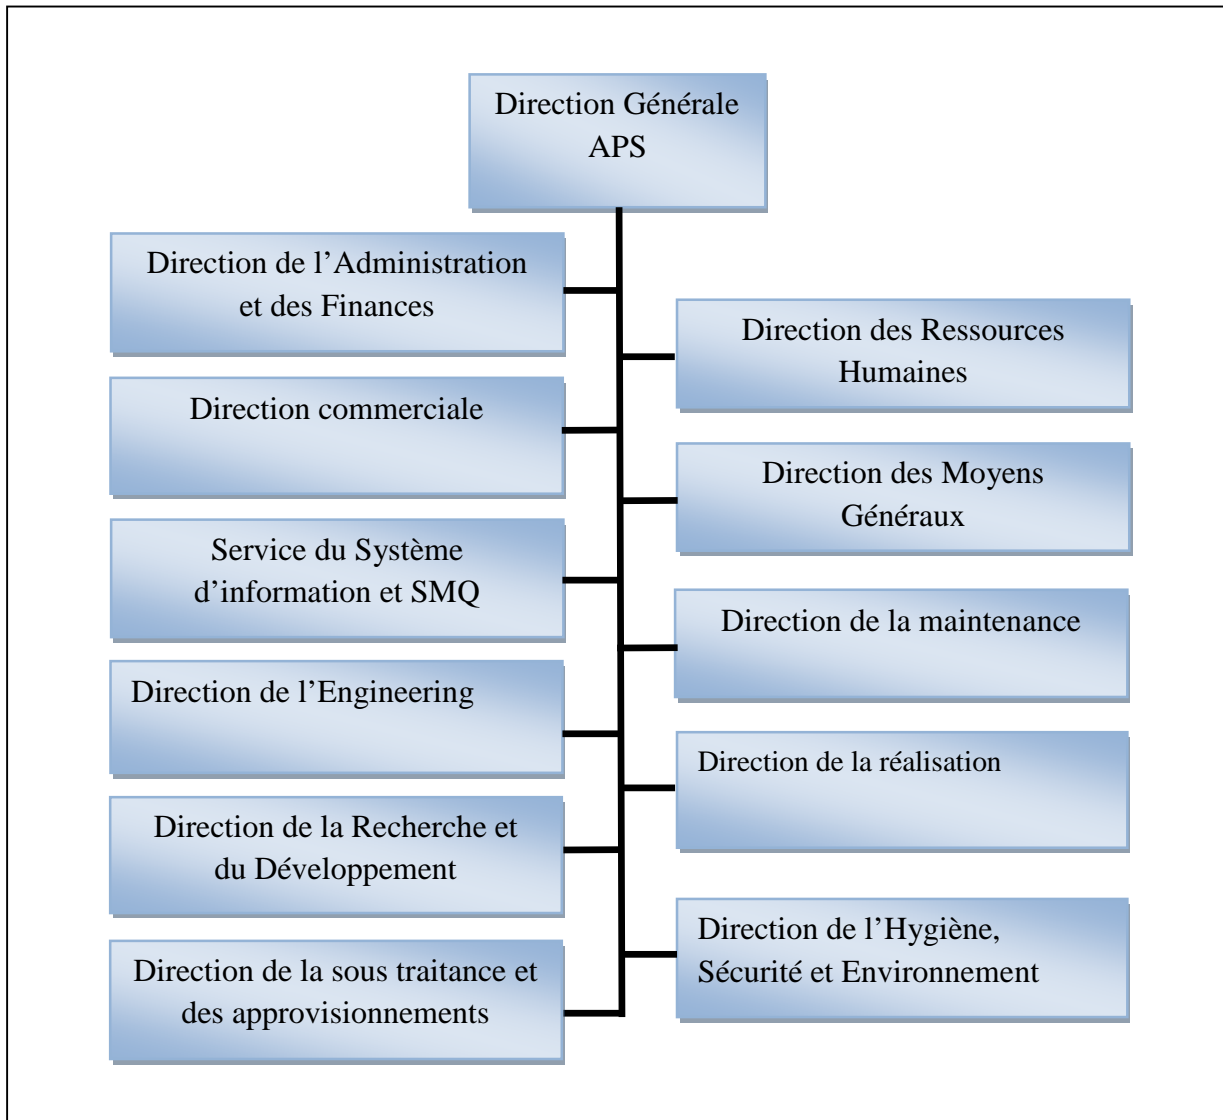 Direction Générale
APS
Direction de l’Administration
et des Finances
Direction des Ressources
Humaines
Direction commerciale
Direction des Moyens
Généraux
Service du Système
d’information et SMQ
Direction de la maintenance
Direction de l’Engineering
Direction de la réalisation
Direction de la Recherche et
du Développement
Direction de l’Hygiène,
Sécurité et Environnement
Direction de la sous traitance et
des approvisionnements